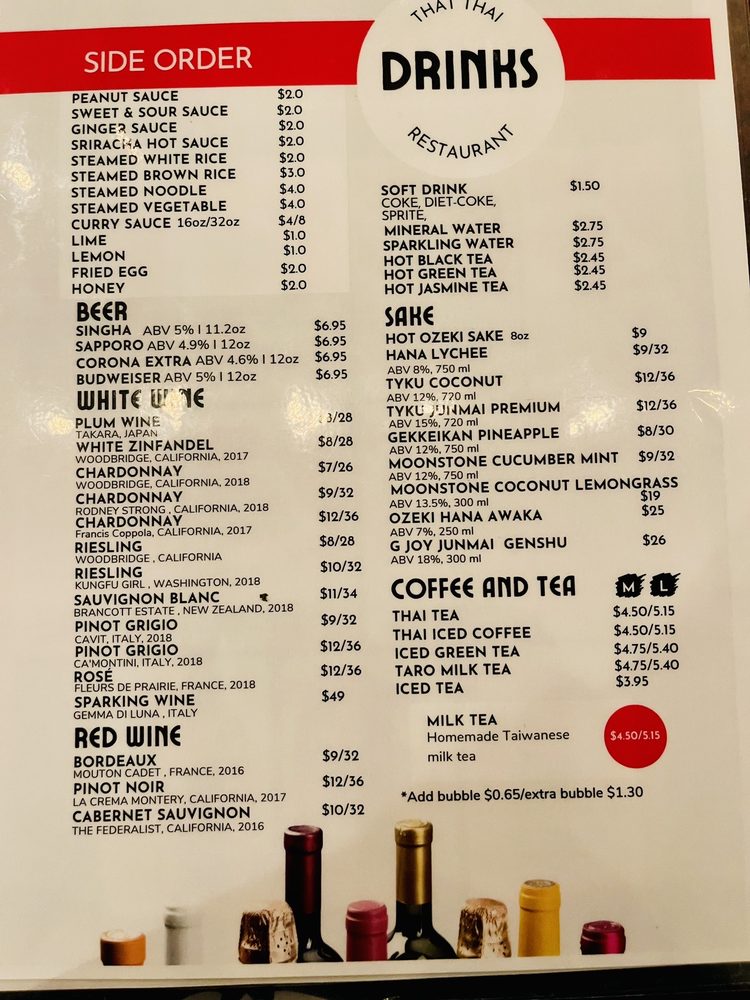 THAI THAI
DRINKS
RESTAURANT
SIDE ORDER
PEANUT SAUCE $2.0
SWEET & SOUR SAUCE $2.0
GINGER SAUCE $2.0
SRIRACHA HOT SAUCE $2.0
STEAMED WHITE RICE $2.0
STEAMED BROWN RICE $3.0
STEAMED NOODLE $4.0
STEAMED VEGETABLE $4.0
CURRY SAUCE 16oz/32oz $4/8
LIME $1.0
LEMON $1.0
FRIED EGG $2.0
HONEY $2.0
BEER
SINGHA ABV 5% I 11.2oz $6.95
SAPPORO ABV 4.9% I 12oz $6.95
CORONA EXTRA ABV 4.6% I 12oz $6.95
BUDWEISER ABV 5% I 12oz $6.95
WHITE WINE
PLUM WINE /28
TAKARA, JAPAN
WHITE ZINFANDEL $8/28
WOODBRIDGE, CALIFORNIA, 2017
CHARDONNAY $7/26
WOODBRIDGE, CALIFORNIA, 2018
CHARDONNAY $9/32
RODNEY STRONG , CALIFORNIA, 2018
CHARDONNAY $12/36
Francis Coppola, CALIFORNIA, 2017
RIESLING $8/28
WOODBRIDGE , CALIFORNIA
RIESLING $10/32
KUNGFU GIRL , WASHINGTON, 2018
SAUVIGNON BLANC $11/34
BRANCOTT ESTATE , NEW ZEALAND, 2018
PINOT GRIGIO $9/32
CAVIT, ITALY, 2018
PINOT GRIGIO $12/36
CA'MONTINI, ITALY, 2018
ROSÉ $12/36
FLEURS DE PRAIRIE, FRANCE, 2018
SPARKING WINE $49
GEMMA DI LUNA , ITALY
RED WINE
BORDEAUX $9/32
MOUTON CADET , FRANCE, 2016
PINOT NOIR $12/36
LA CREMA MONTERY, CALIFORNIA, 2017
CABERNET SAUVIGNON $10/32
THE FEDERALIST, CALIFORNIA, 2016
SOFT DRINK $1.50
COKE, DIET-COKE,
SPRITE,
MINERAL WATER $2.75
SPARKLING WATER $2.75
HOT BLACK TEA $2.45
HOT GREEN TEA $2.45
HOT JASMINE TEA $2.45
SAKE
HOT OZEKI SAKE 8oz $9
HANA LYCHEE $9/32
ABV 8%, 750 ml
TYKU COCONUT $12/36
ABV 12%, 720 ml
TYKU JUNMAI PREMIUM $12/36
ABV 15%, 720 ml
GEKKEIKAN PINEAPPLE $8/30
ABV 12%, 750 ml
MOONSTONE CUCUMBER MINT $9/32
ABV 12%, 750 ml
MOONSTONE COCONUT LEMONGRASS
ABV 13.5%, 300 ml $19
OZEKI HANA AWAKA $25
ABV 7%, 250 ml
G JOY JUNMAI GENSHU $26
ABV 18%, 300 ml
COFFEE AND TEA M L
THAI TEA $4.50/5.15
THAI ICED COFFEE $4.50/5.15
ICED GREEN TEA $4.75/5.40
TARO MILK TEA $4.75/5.40
ICED TEA $3.95
MILK TEA
Homemade Taiwanese $4.50/5.15
milk tea
*Add bubble $0.65/extra bubble $1.30